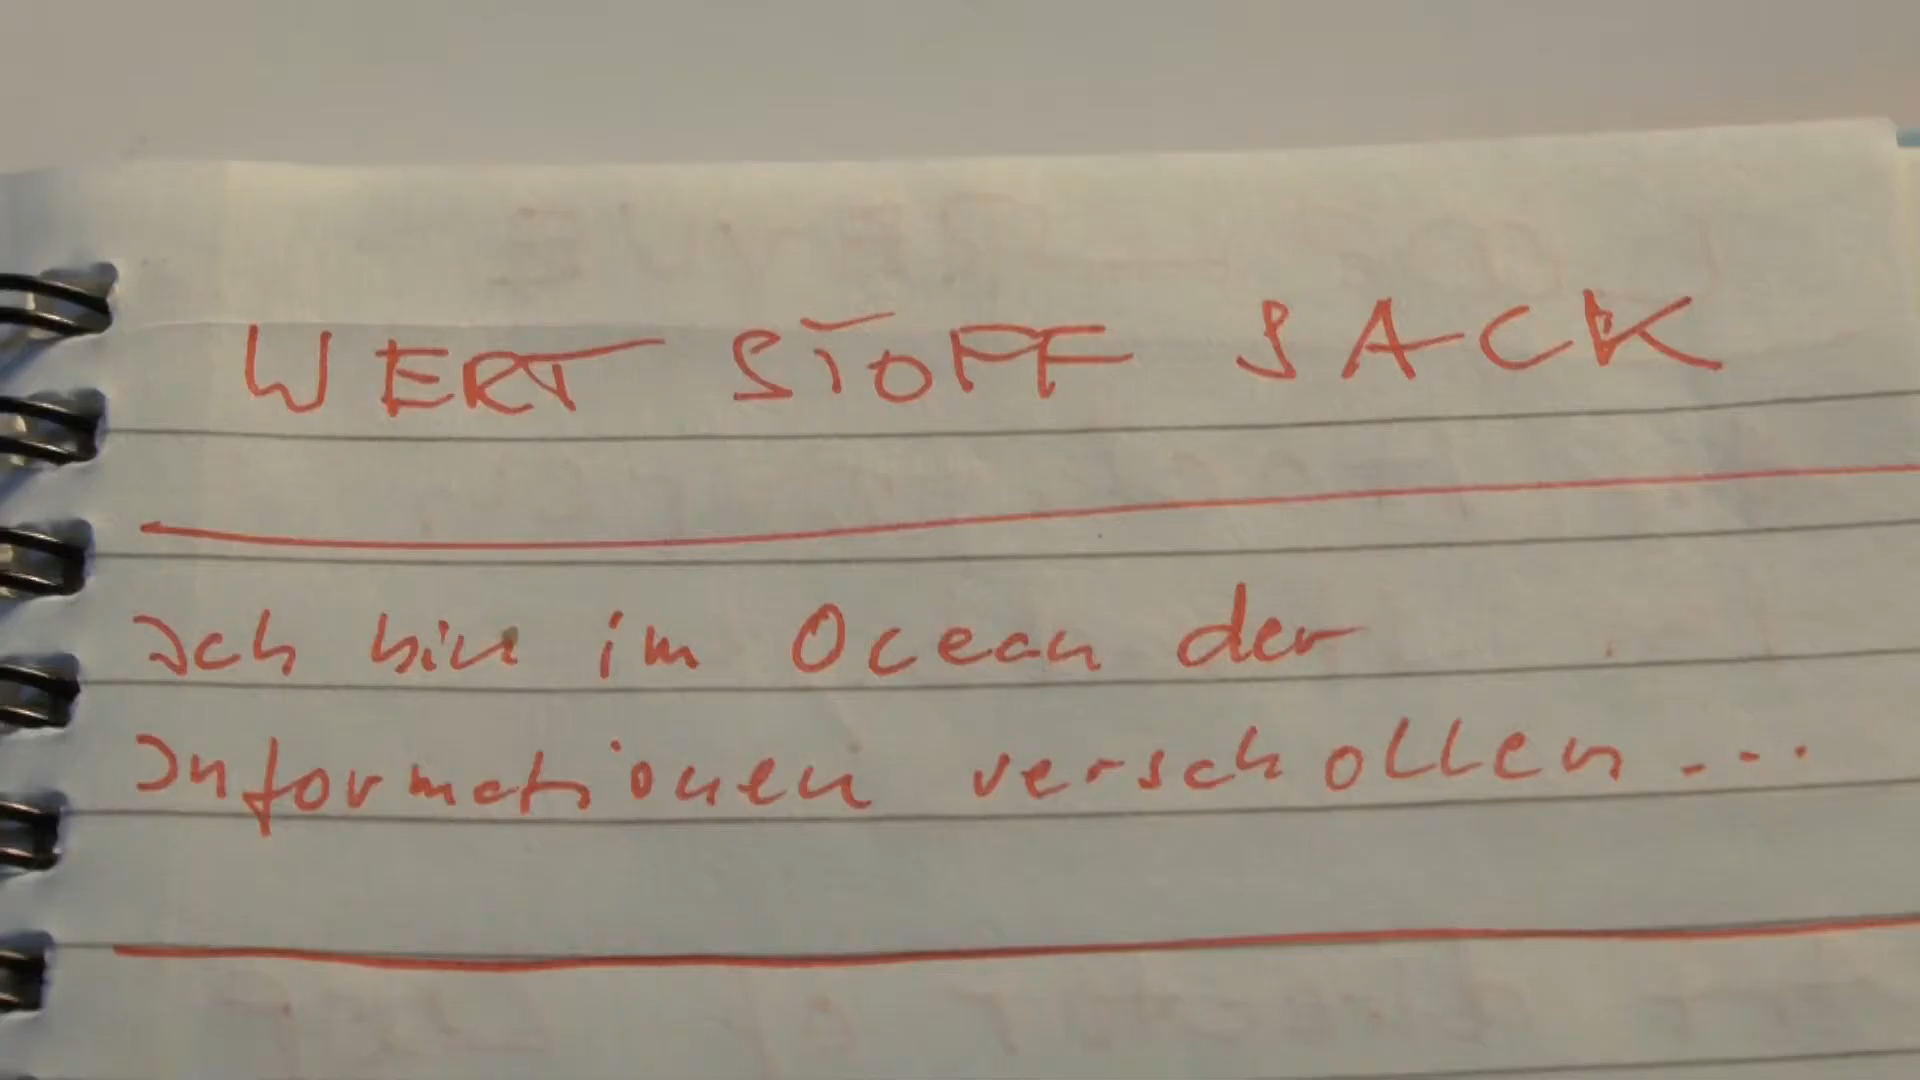 WERT STOFF SACK
Ich bin im Ocean der
Informationen verschollen...